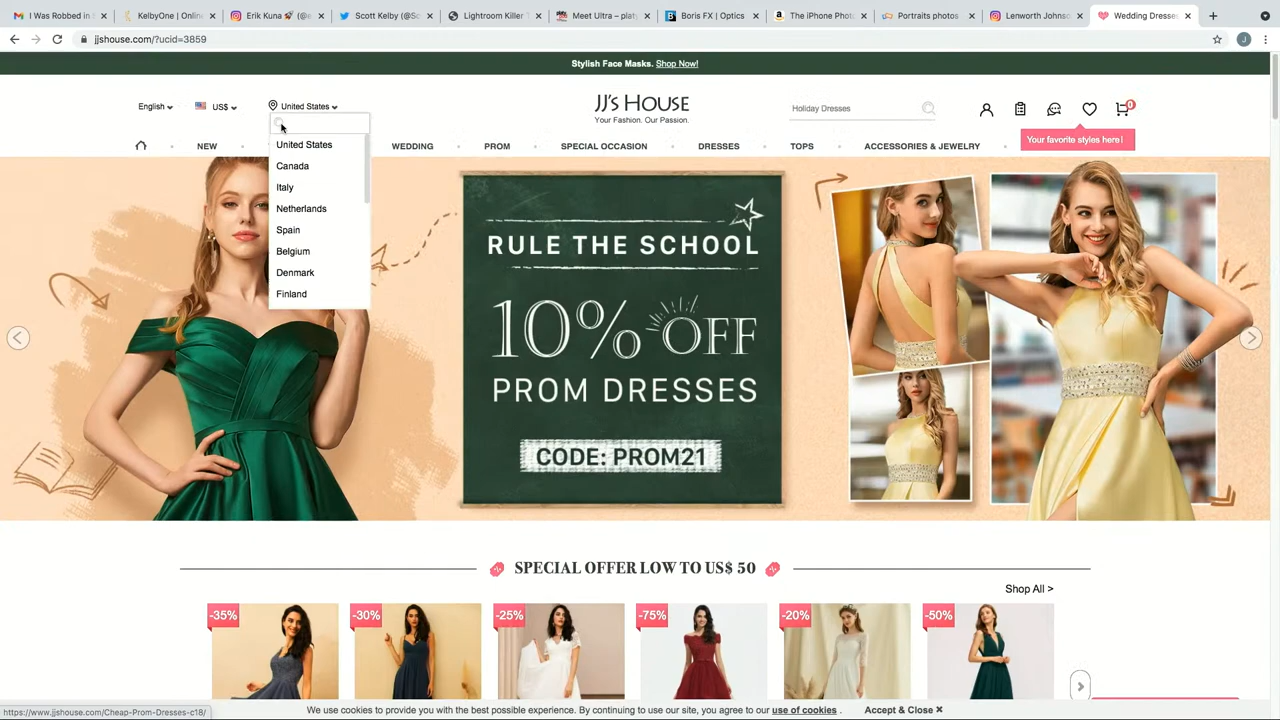 I Was Robbed in
KelbyOne | Online
Erik Kuna 🚀 (@e
Scott Kelby (@Sc
Lightroom Killer T
Meet Ultra – plat
Boris FX | Optics
The iPhone Phot
Portraits photos
Lenworth Johnso
Wedding Dresses
jjshouse.com/?ucid=3859
J
Stylish Face Masks. Shop Now!
English
US$
United States
JJ's HOUSE
Your Fashion. Our Passion.
Holiday Dresses
0
Your favorite styles here!
NEW
WEDDING
PROM
SPECIAL OCCASION
DRESSES
TOPS
ACCESSORIES & JEWELRY
United States
Canada
Italy
Netherlands
Spain
Belgium
Denmark
Finland
RULE THE SCHOOL
10% OFF
PROM DRESSES
CODE: PROM21
SPECIAL OFFER LOW TO US$ 50
Shop All >
-35%
-30%
-25%
-75%
-20%
-50%
https://www.jjshouse.com/Cheap-Prom-Dresses-c18/
We use cookies to provide you with the best possible experience. By continuing to use our site, you agree to our use of cookies .
Accept & Close ✖